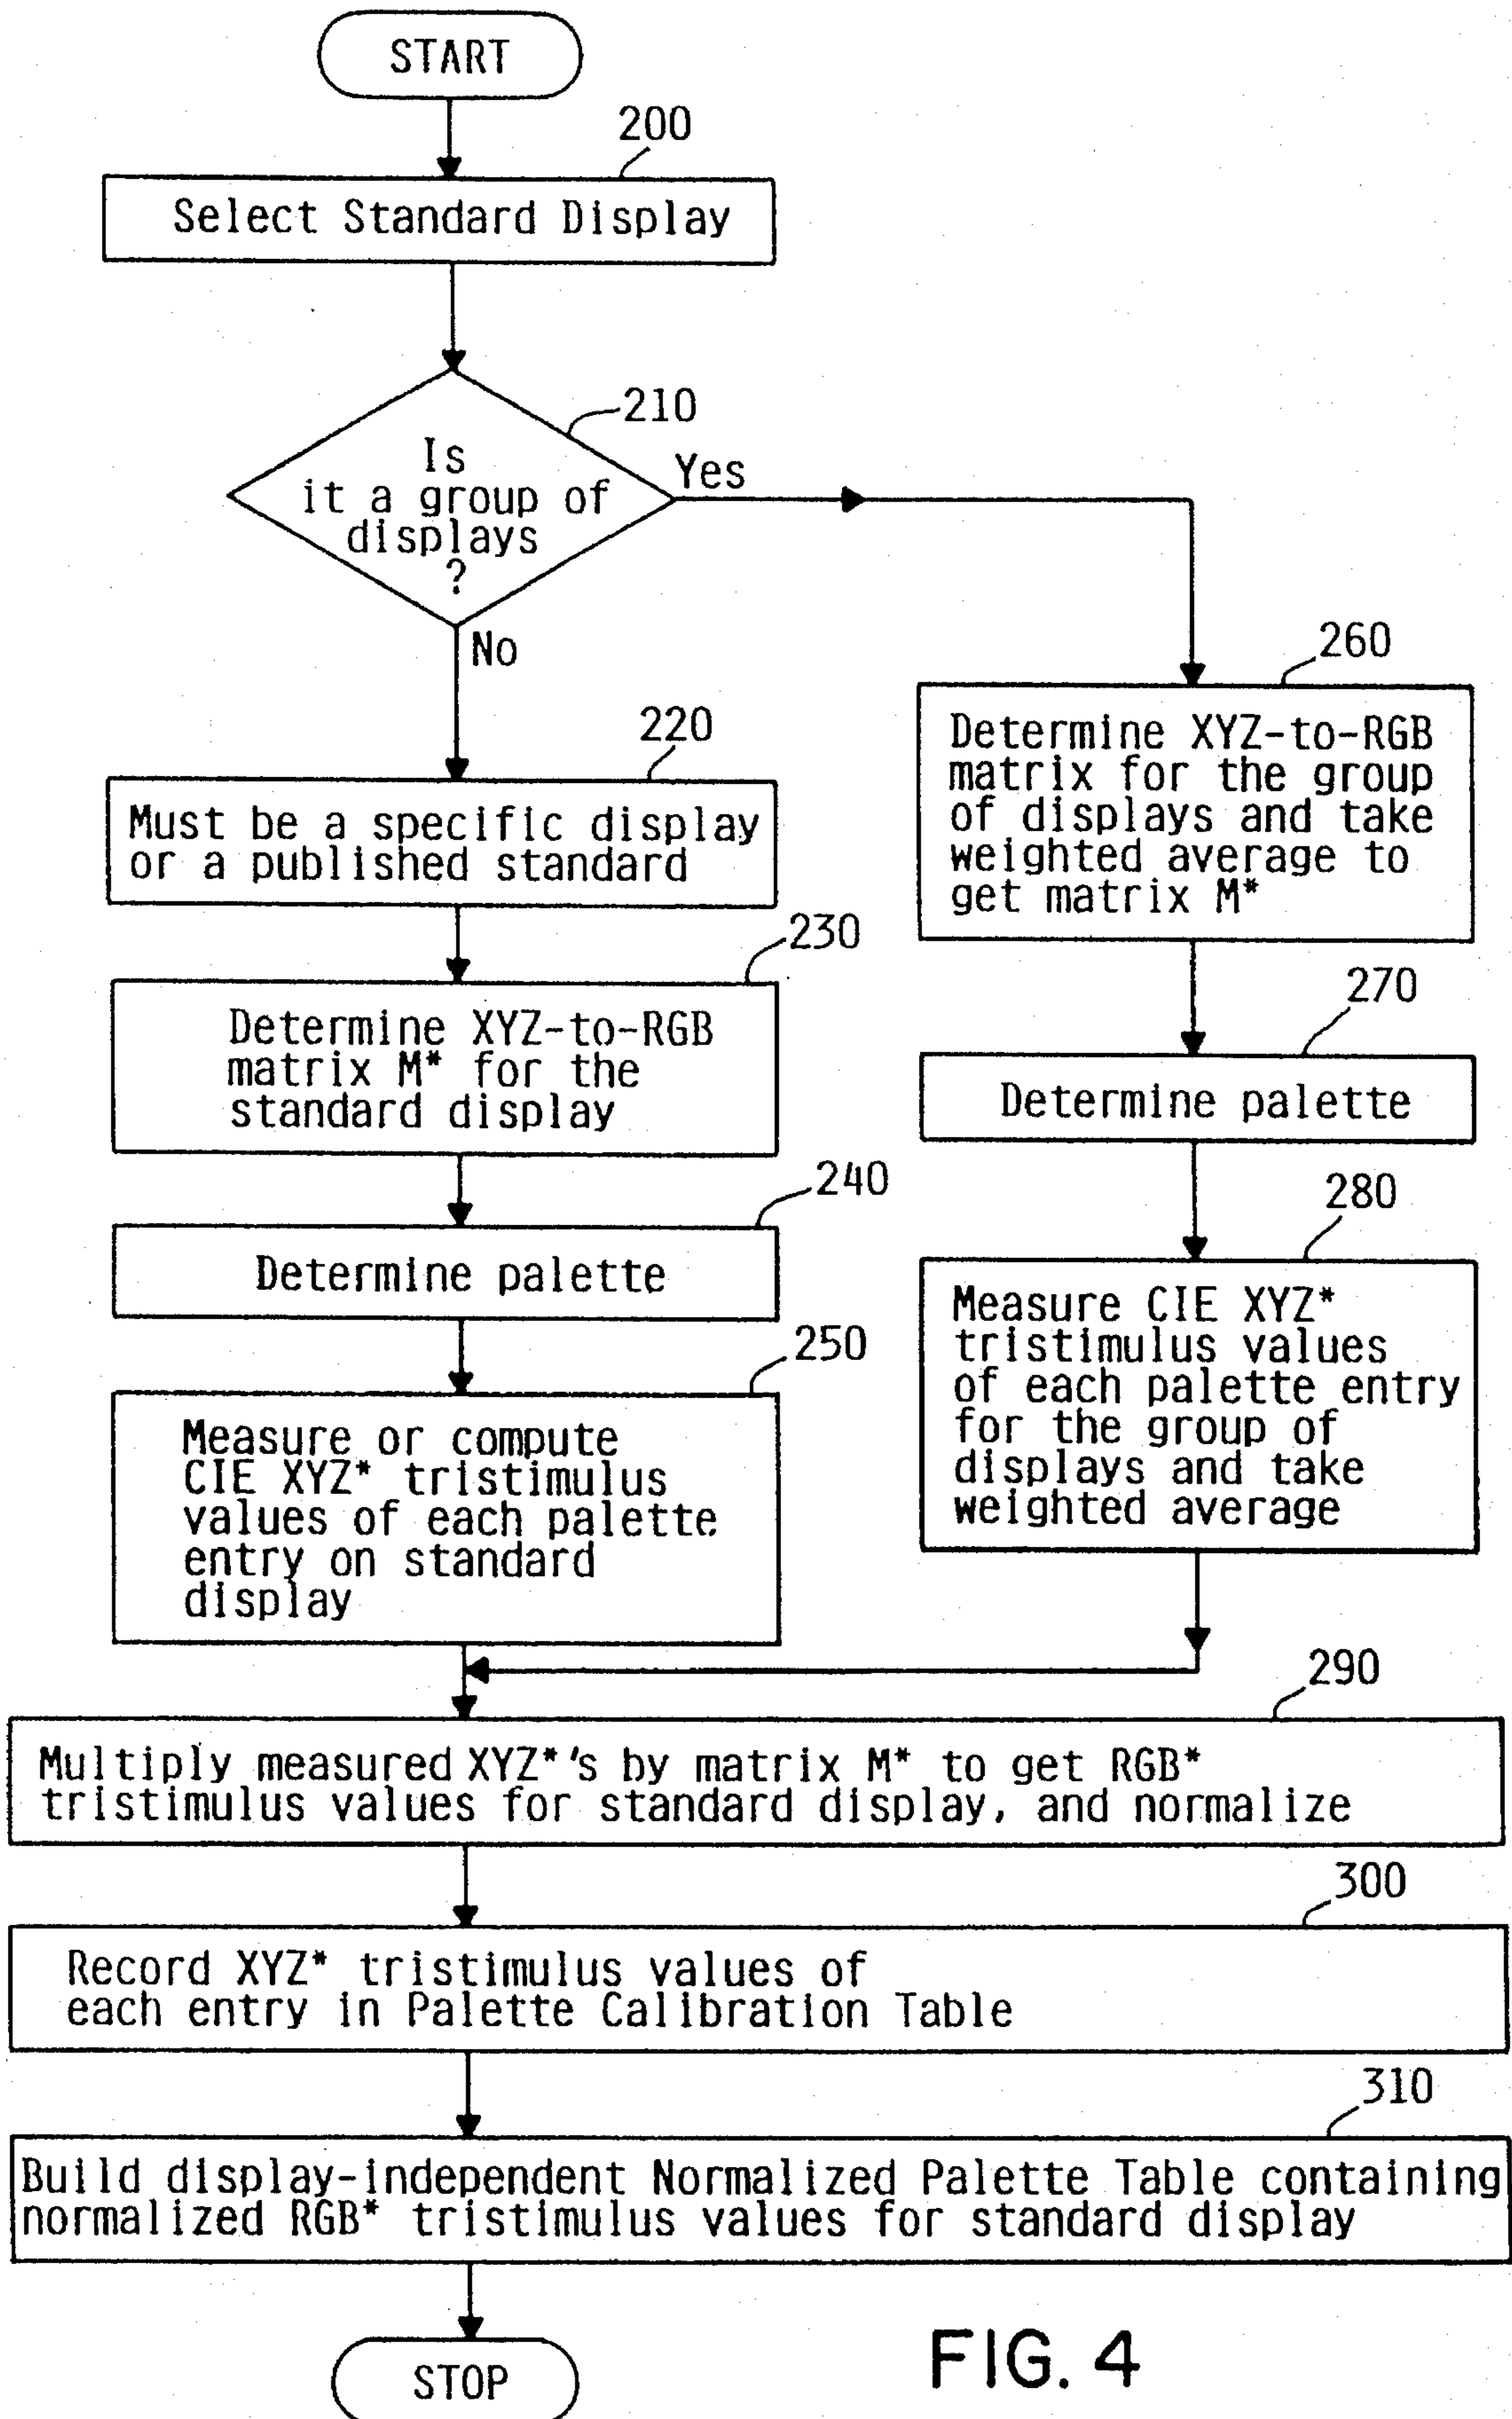 START
200
Select Standard Display
210
Is
it a group of
displays
?
Yes
No
220
Must be a specific display
or a published standard
230
Determine XYZ-to-RGB
matrix M* for the
standard display
240
Determine palette
250
Measure or compute
CIE XYZ* tristimulus
values of each palette
entry on standard
display
260
Determine XYZ-to-RGB
matrix for the group
of displays and take
weighted average to
get matrix M*
270
Determine palette
280
Measure CIE XYZ*
tristimulus values
of each palette entry
for the group of
displays and take
weighted average
290
Multiply measured XYZ*'s by matrix M* to get RGB*
tristimulus values for standard display, and normalize
300
Record XYZ* tristimulus values of
each entry in Palette Calibration Table
310
Build display-independent Normalized Palette Table containing
normalized RGB* tristimulus values for standard display
STOP
FIG. 4